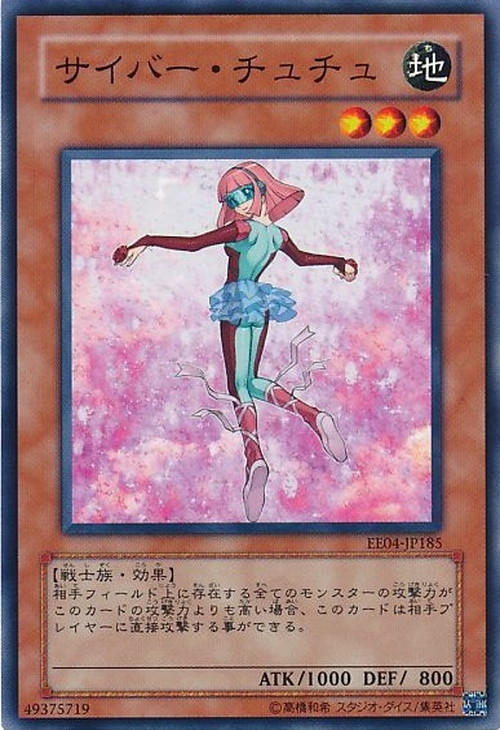 サイバー・チュチュ
地
EE04-JP185
【戦士族・効果】
相手フィールド上に存在する全てのモンスターの攻撃力が
このカードの攻撃力よりも高い場合、このカードは相手プ
レイヤーに直接攻撃する事ができる。
ATK/1000 DEF/ 800
49375719
©高橋和希 スタジオ・ダイス/集英社